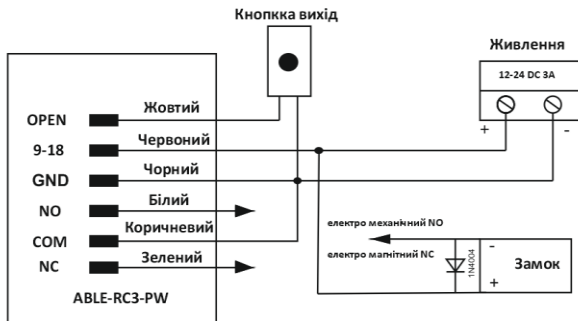 Кнопкка вихід
Живлення
12-24 DC 3A
+ -
OPEN Жовтий
9-18 Червоний
GND Чорний
NO Білий
COM Коричневий
NC Зелений
ABLE-RC3-PW
електро механічний NO
електро магнітний NC
1N4004
-
Замок
+